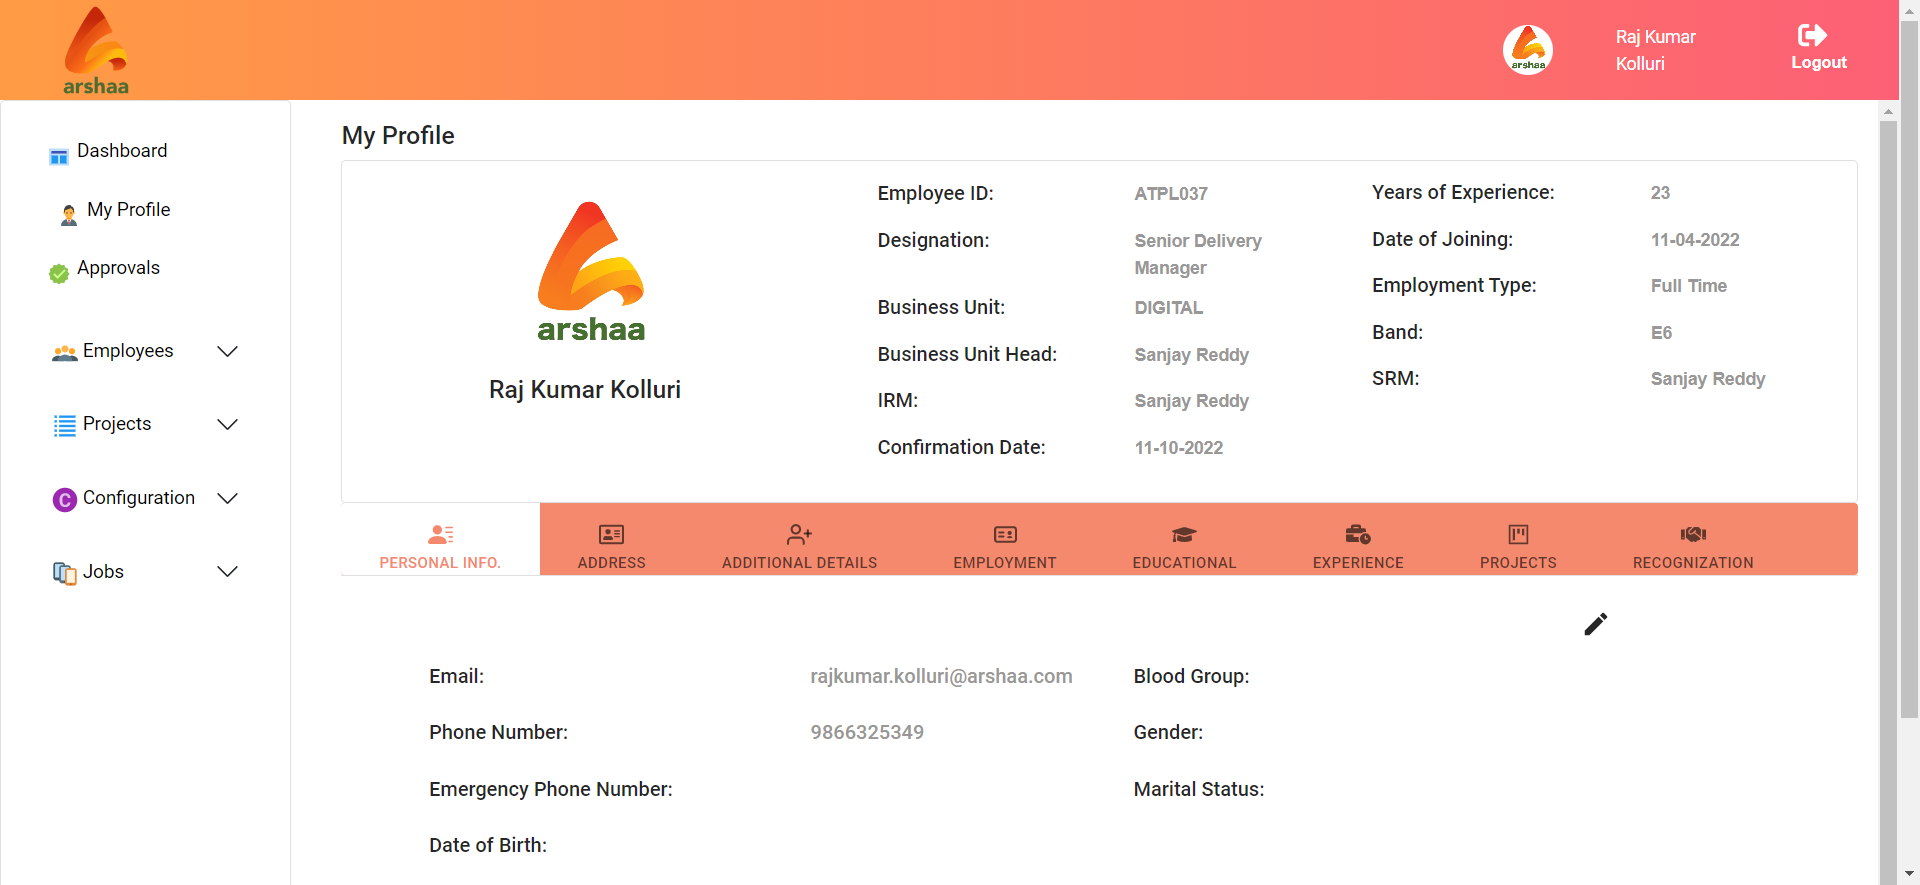 arshaa
arshaa
Raj Kumar
Kolluri
Logout
Dashboard
My Profile
Approvals
Employees
Projects
C
Configuration
Jobs
My Profile
arshaa
Raj Kumar Kolluri
Employee ID: ATPL037
Designation: Senior Delivery
Manager
Business Unit: DIGITAL
Business Unit Head: Sanjay Reddy
IRM: Sanjay Reddy
Confirmation Date: 11-10-2022
Years of Experience: 23
Date of Joining: 11-04-2022
Employment Type: Full Time
Band: E6
SRM: Sanjay Reddy
PERSONAL INFO. ADDRESS ADDITIONAL DETAILS EMPLOYMENT EDUCATIONAL EXPERIENCE PROJECTS RECOGNIZATION
Email: rajkumar.kolluri@arshaa.com Blood Group:
Phone Number: 9866325349 Gender:
Emergency Phone Number: Marital Status:
Date of Birth: